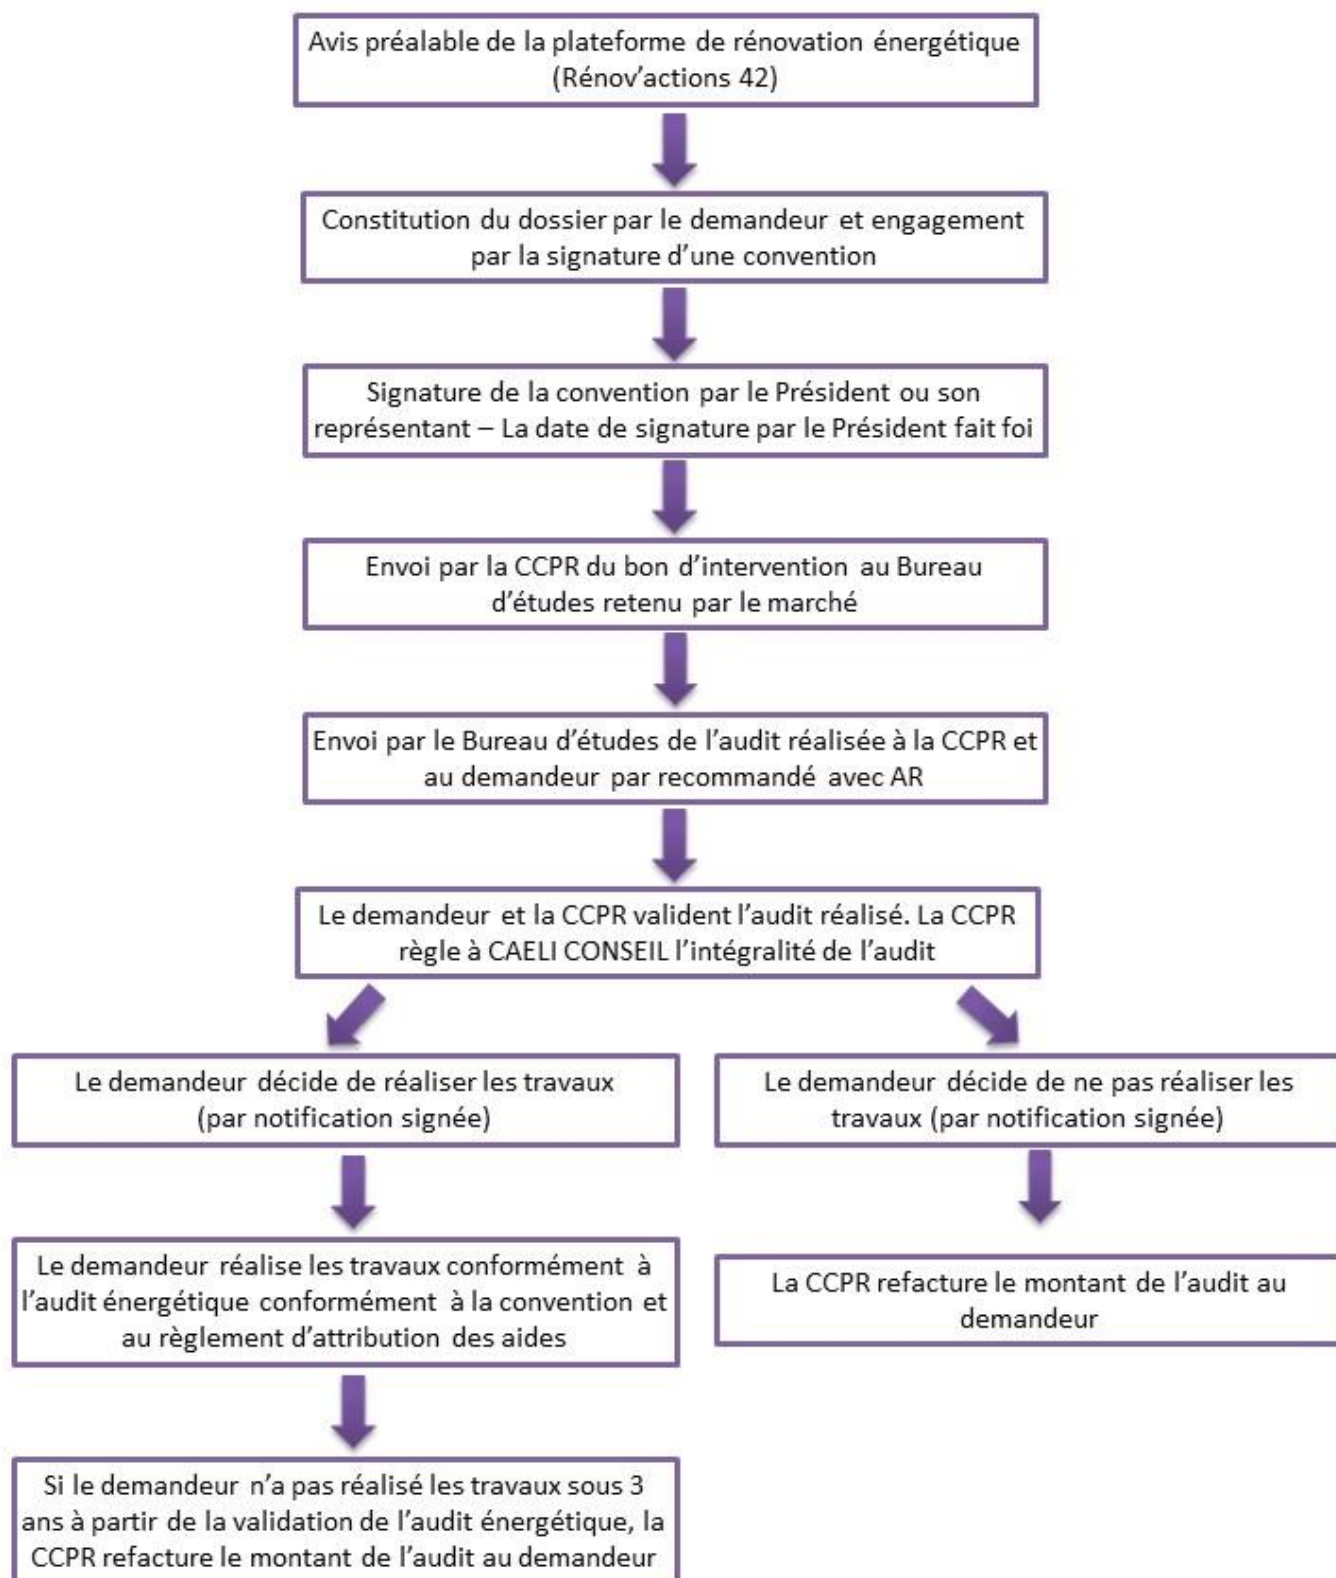 Avis préalable de la plateforme de rénovation énergétique
(Rénov’actions 42)
Constitution du dossier par le demandeur et engagement
par la signature d’une convention
Signature de la convention par le Président ou son
représentant – La date de signature par le Président fait foi
Envoi par la CCPR du bon d’intervention au Bureau
d’études retenu par le marché
Envoi par le Bureau d’études de l’audit réalisée à la CCPR et
au demandeur par recommandé avec AR
Le demandeur et la CCPR valident l’audit réalisé. La CCPR
règle à CAELI CONSEIL l’intégralité de l’audit
Le demandeur décide de réaliser les travaux
(par notification signée)
Le demandeur décide de ne pas réaliser les
travaux (par notification signée)
Le demandeur réalise les travaux conformément à
l’audit énergétique conformément à la convention et
au règlement d’attribution des aides
La CCPR refacture le montant de l’audit au
demandeur
Si le demandeur n’a pas réalisé les travaux sous 3
ans à partir de la validation de l’audit énergétique, la
CCPR refacture le montant de l’audit au demandeur